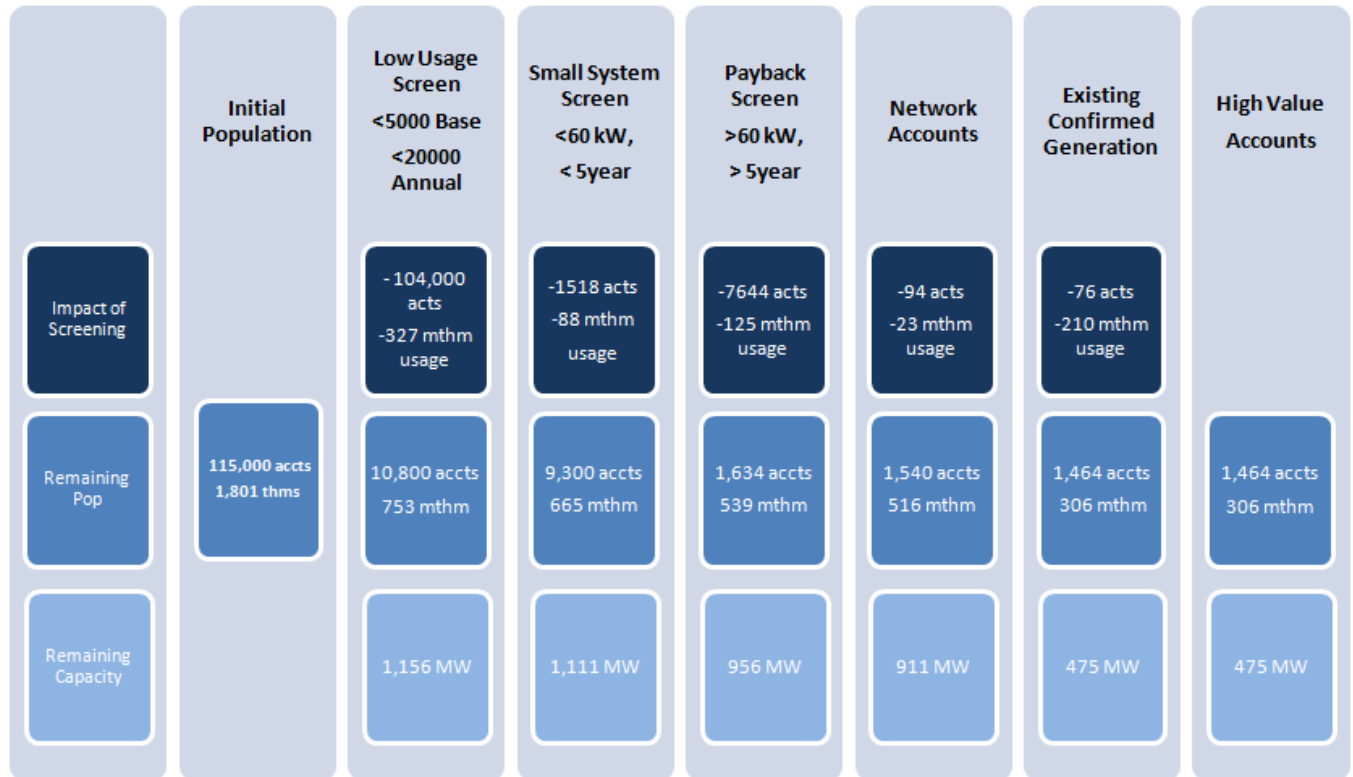 Initial
Population
Low Usage
Screen
<5000 Base
<20000
Annual
Small System
Screen
<60 kW,
< 5year
Payback
Screen
>60 kW,
> 5year
Network
Accounts
Existing
Confirmed
Generation
High Value
Accounts
Impact of
Screening
- 104,000
acts
-327 mthm
usage
-1518 acts
-88 mthm
usage
-7644 acts
-125 mthm
usage
-94 acts
-23 mthm
usage
-76 acts
-210 mthm
usage
Remaining
Pop
115,000 accts
1,801 thms
10,800 accts
753 mthm
9,300 accts
665 mthm
1,634 accts
539 mthm
1,540 accts
516 mthm
1,464 accts
306 mthm
1,464 accts
306 mthm
Remaining
Capacity
1,156 MW
1,111 MW
956 MW
911 MW
475 MW
475 MW